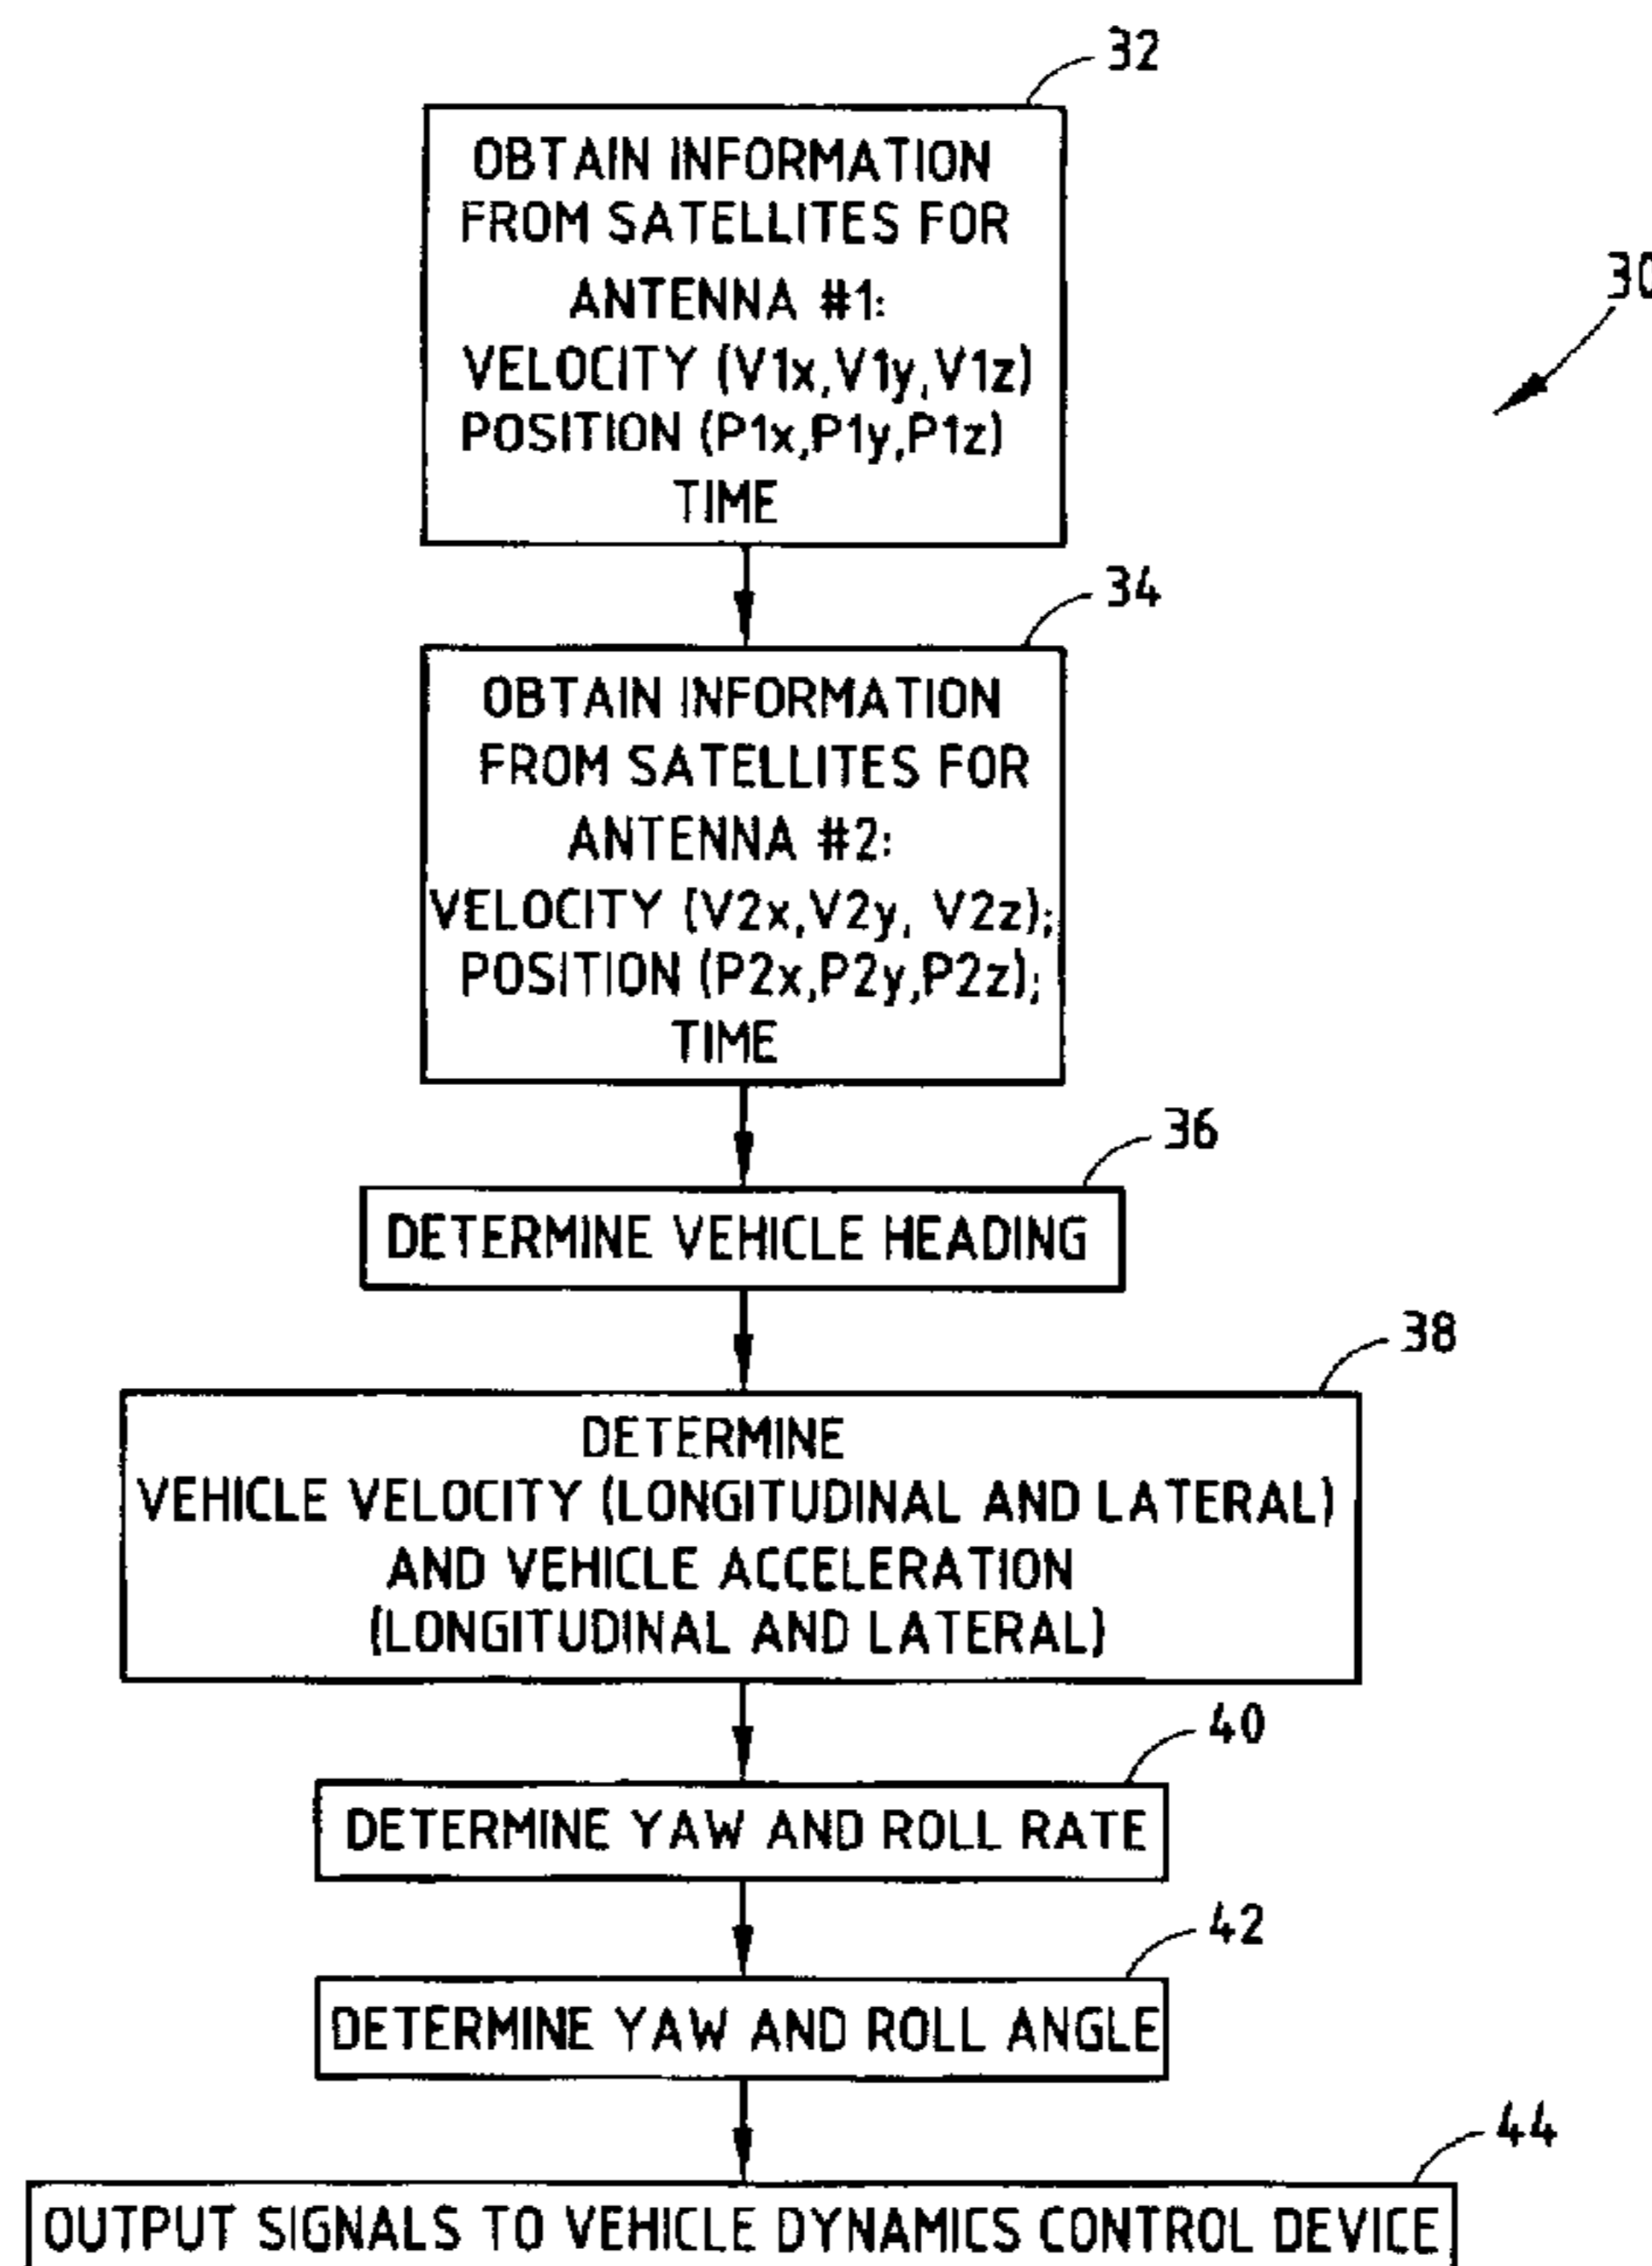 32
OBTAIN INFORMATION
FROM SATELLITES FOR
ANTENNA #1:
VELOCITY (V1x,V1y,V1z)
POSITION (P1x,P1y,P1z)
TIME
30
34
OBTAIN INFORMATION
FROM SATELLITES FOR
ANTENNA #2:
VELOCITY (V2x,V2y, V2z);
POSITION (P2x,P2y,P2z);
TIME
36
DETERMINE VEHICLE HEADING
38
DETERMINE
VEHICLE VELOCITY (LONGITUDINAL AND LATERAL)
AND VEHICLE ACCELERATION
(LONGITUDINAL AND LATERAL)
40
DETERMINE YAW AND ROLL RATE
42
DETERMINE YAW AND ROLL ANGLE
44
OUTPUT SIGNALS TO VEHICLE DYNAMICS CONTROL DEVICE